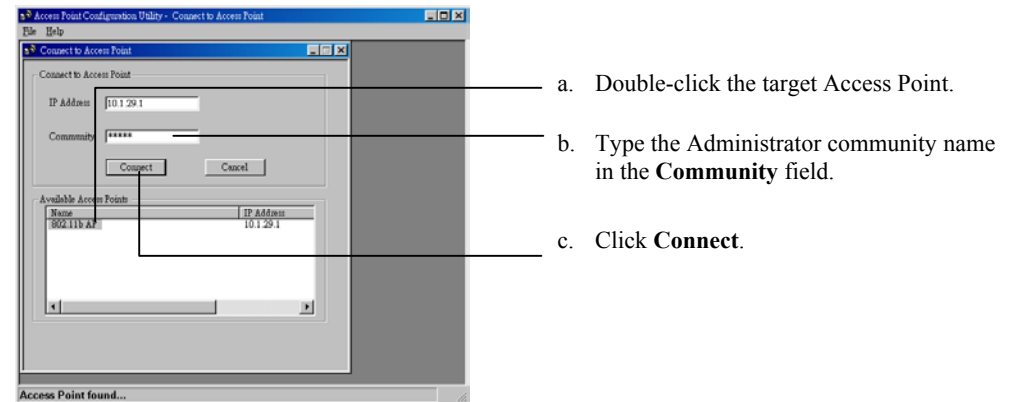 Access Point Configuration Utility - Connect to Access Point
File Help
Connect to Access Point
Connect to Access Point
IP Address 10.1.29.1
Community *****
Connect Cancel
Available Access Points
Name IP Address
802.11b AP 10.1.29.1
Access Point found...
a. Double-click the target Access Point.
b. Type the Administrator community name
in the Community field.
c. Click Connect.